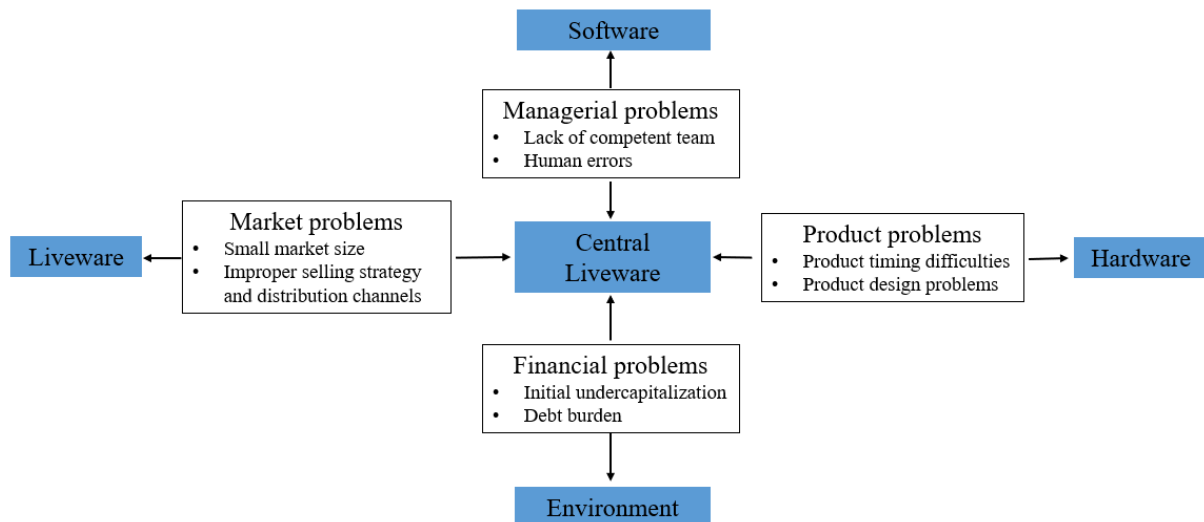 Software
Managerial problems
• Lack of competent team
• Human errors
Market problems
• Small market size
• Improper selling strategy
and distribution channels
Liveware
Central
Liveware
Product problems
• Product timing difficulties
• Product design problems
Hardware
Financial problems
• Initial undercapitalization
• Debt burden
Environment